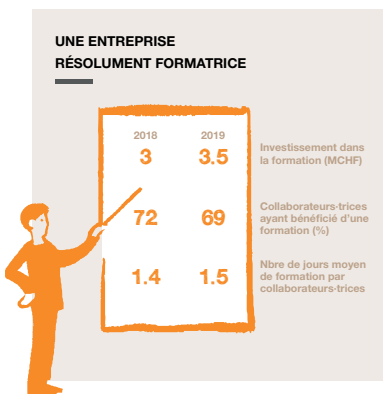 UNE ENTREPRISE
RÉSOLUMENT FORMATRICE
2018 2019
3 3.5
Investissement dans
la formation (MCHF)
72 69
Collaborateurs·trices
ayant bénéficié d'une
formation (%)
1.4 1.5
Nbre de jours moyen
de formation par
collaborateurs·trices